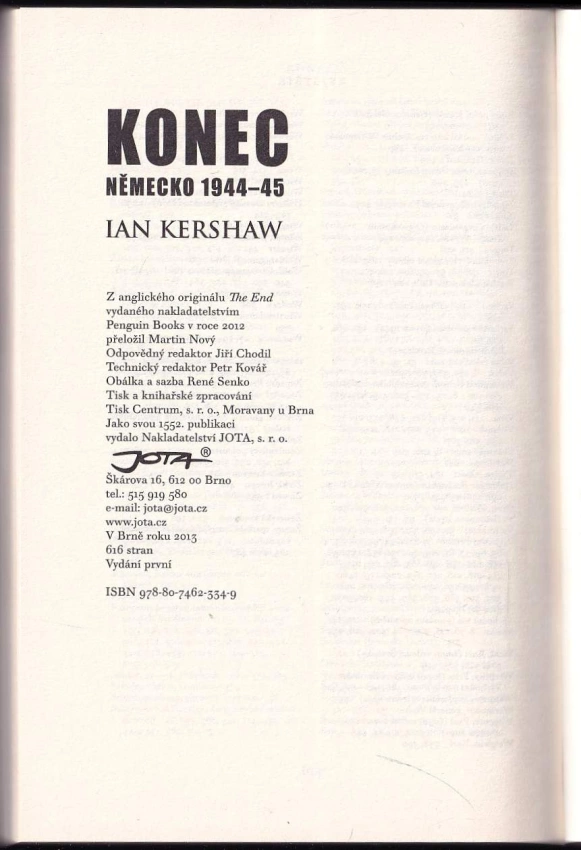 KONEC
NĚMECKO 1944–45
IAN KERSHAW
Z anglického originálu The End
vydaného nakladatelstvím
Penguin Books v roce 2012
přeložil Martin Nový
Odpovědný redaktor Jiří Chodil
Technický redaktor Petr Kovář
Obálka a sazba René Senko
Tisk a knihařské zpracování
Tisk Centrum, s. r. o., Moravany u Brna
Jako svou 1552. publikaci
vydalo Nakladatelství JOTA, s. r. o.
JOTA®
Škárova 16, 612 00 Brno
tel.: 515 919 580
e-mail: jota@jota.cz
www.jota.cz
V Brně roku 2013
616 stran
Vydání první
ISBN 978-80-7462-334-9